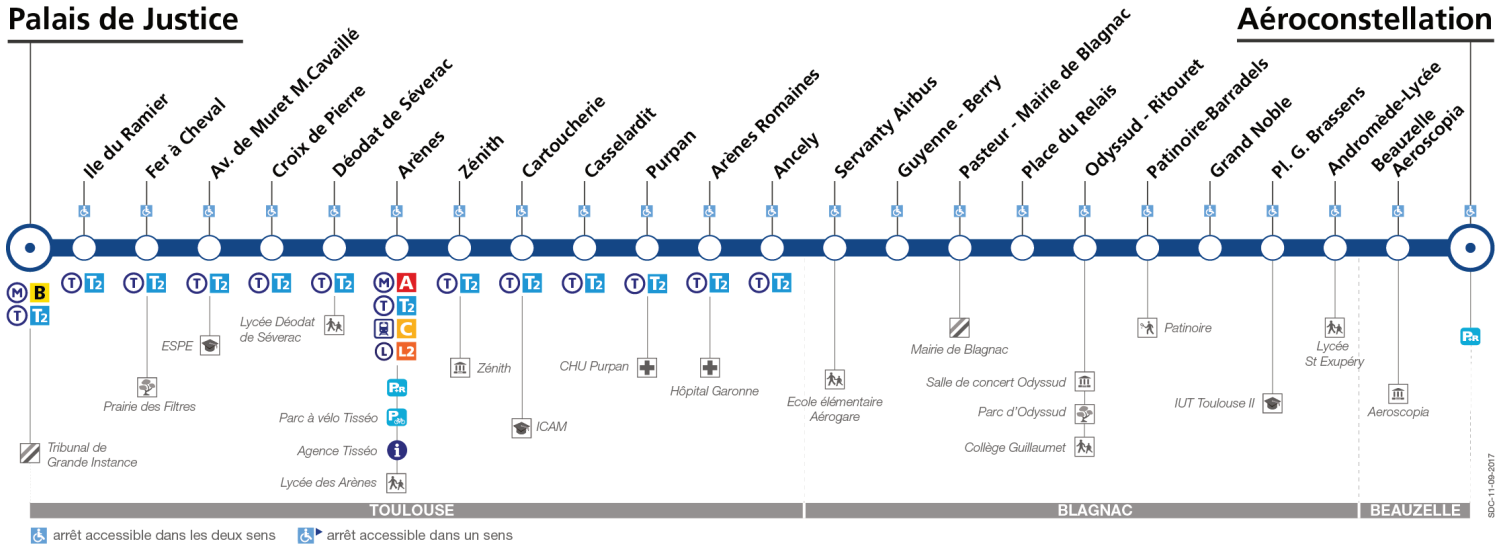 Palais de Justice
Aéroconstellation
Ile du Ramier
Fer à Cheval
Av. de Muret M.Cavaillé
Croix de Pierre
Déodat de Séverac
Arènes
Zénith
Cartoucherie
Casselardit
Purpan
Arènes Romaines
Ancely
Servanty Airbus
Guyenne - Berry
Pasteur - Mairie de Blagnac
Place du Relais
Odyssud - Ritouret
Patinoire-Barradels
Grand Noble
Pl. G. Brassens
Andromède-Lycée
Beauzelle
Aeroscopia
M B
T T2
T T2
T T2
T T2
T T2
T T2
M A
T T2
C
L L2
T T2
T T2
T T2
T T2
T T2
T T2
P+R
Tribunal de
Grande Instance
Prairie des Filtres
ESPE
Lycée Déodat
de Séverac
P+R
Parc à vélo Tisséo
P
Agence Tisséo
i
Lycée des Arènes
Zénith
ICAM
CHU Purpan
Hôpital Garonne
Ecole élémentaire
Aérogare
Mairie de Blagnac
Salle de concert Odyssud
Parc d'Odyssud
Collège Guillaumet
Patinoire
IUT Toulouse II
Lycée
St Exupéry
Aeroscopia
TOULOUSE
BLAGNAC
BEAUZELLE
arrêt accessible dans les deux sens
arrêt accessible dans un sens
SDC-11-09-2017